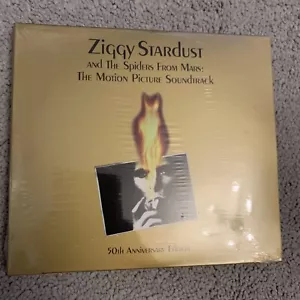 Ziggy Stardust
and The Spiders From Mars:
The Motion Picture Soundtrack
50th Anniversary Edition